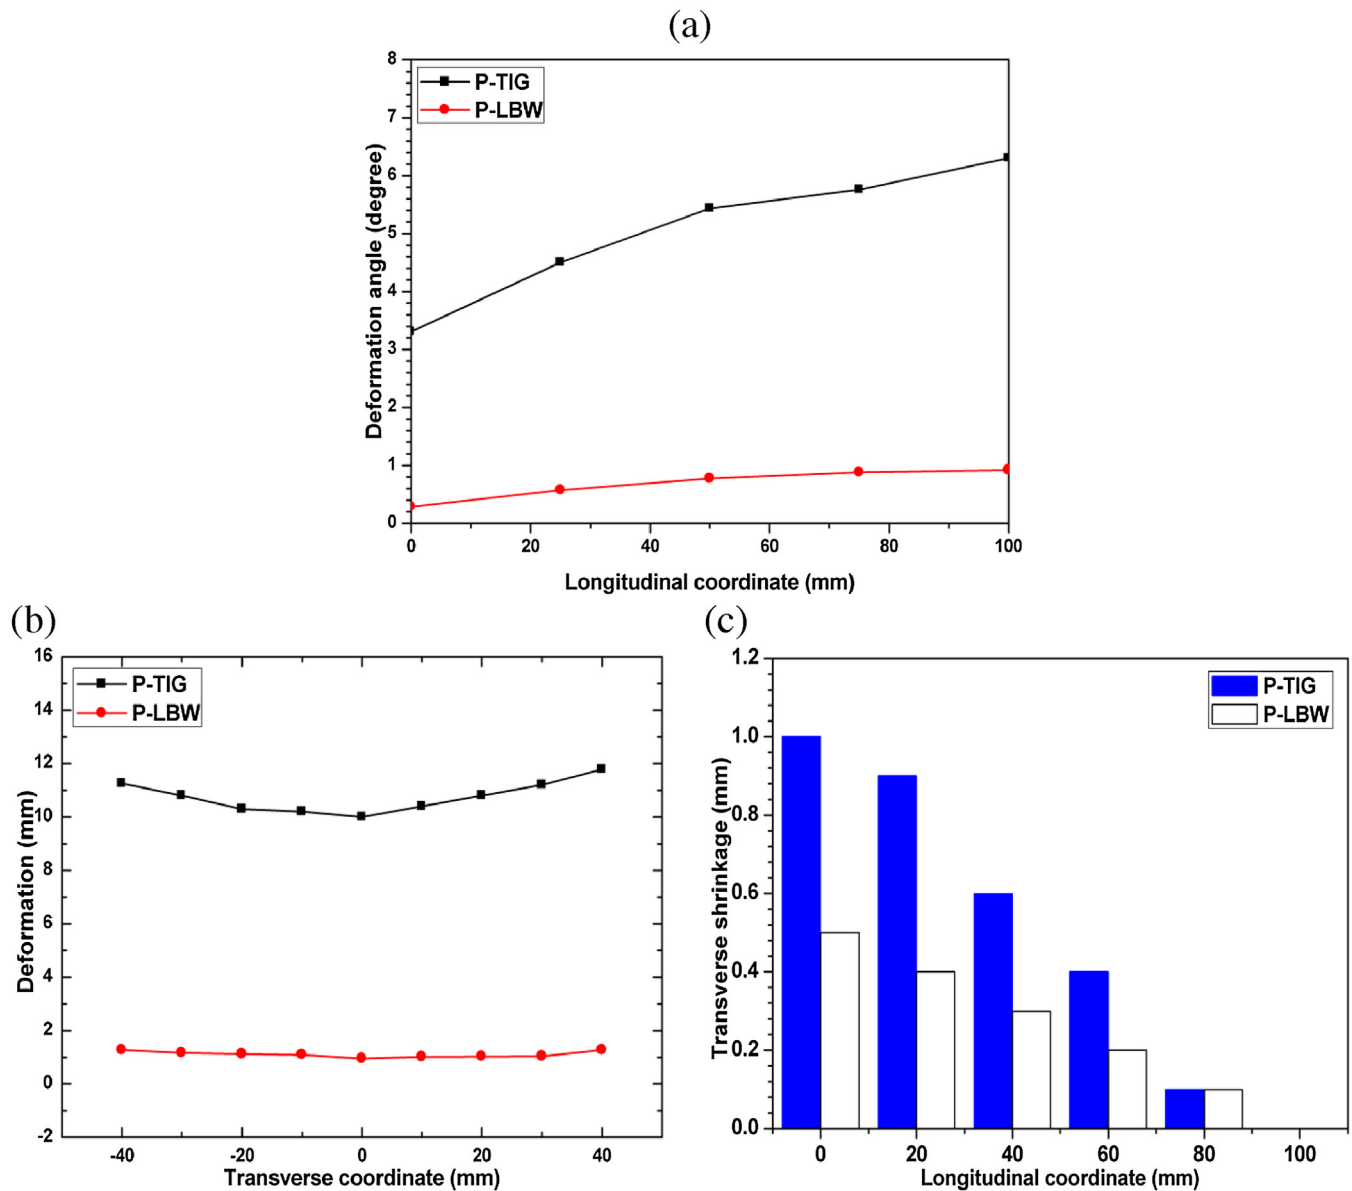 (a)
8
7
6
5
4
3
2
1
0
P-TIG
P-LBW
Deformation angle (degree)
0 20 40 60 80 100
Longitudinal coordinate (mm)
(b)
16
14
12
10
8
6
4
2
0
-2
P-TIG
P-LBW
Deformation (mm)
-40 -20 0 20 40
Transverse coordinate (mm)
(c)
1.2
1.0
0.8
0.6
0.4
0.2
0.0
P-TIG
P-LBW
Transverse shrinkage (mm)
0 20 40 60 80 100
Longitudinal coordinate (mm)